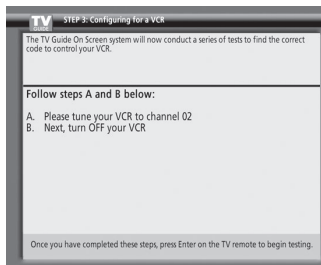 TV
GUIDE
STEP 3: Configuring for a VCR
The TV Guide On Screen system will now conduct a series of tests to find the correct
code to control your VCR.
Follow steps A and B below:
A. Please tune your VCR to channel 02
B. Next, turn OFF your VCR
Once you have completed these steps, press Enter on the TV remote to begin testing.